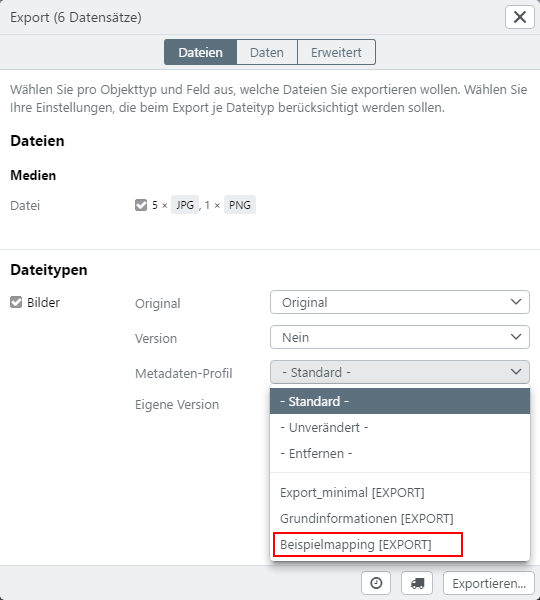 Export (6 Datensätze)
Dateien Daten Erweitert
Wählen Sie pro Objekttyp und Feld aus, welche Dateien Sie exportieren wollen. Wählen Sie
Ihre Einstellungen, die beim Export je Dateityp berücksichtigt werden sollen.
Dateien
Medien
Datei 5 × JPG, 1 × PNG
Dateitypen
Bilder Original Original
Version Nein
Metadaten-Profil - Standard -
Eigene Version
- Standard -
- Unverändert -
- Entfernen -
Export_minimal [EXPORT]
Grundinformationen [EXPORT]
Beispielmapping [EXPORT]
Exportieren...